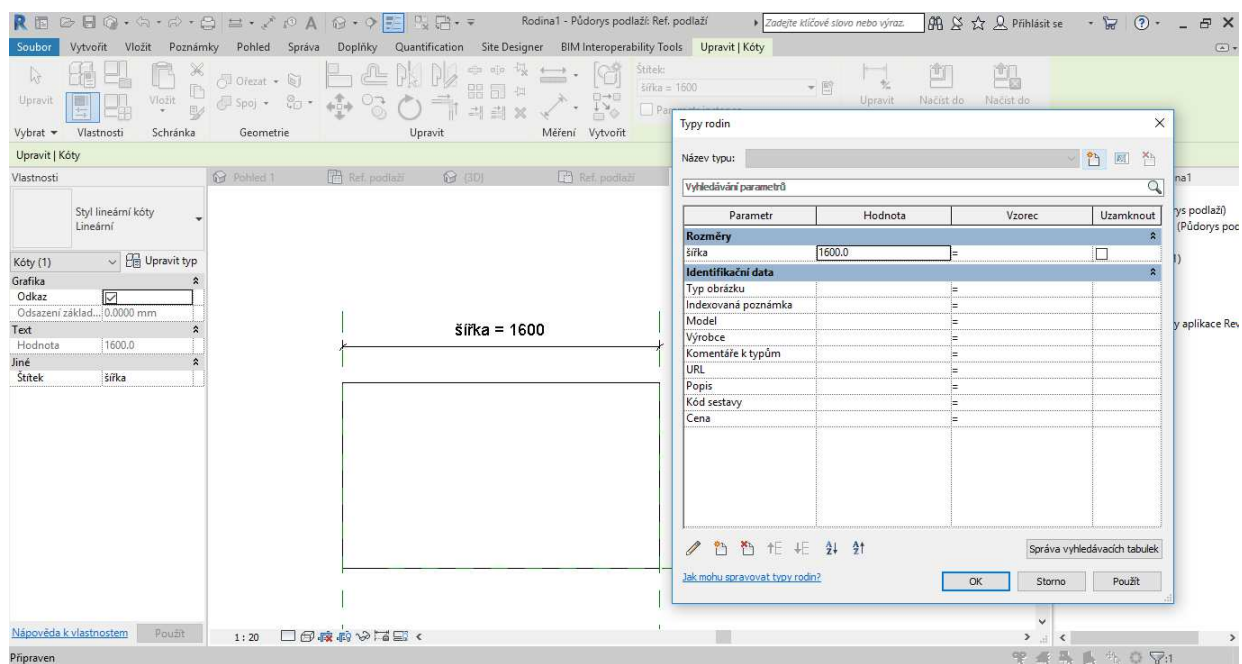 Rodina1 - Půdorys podlaží: Ref. podlaží
Zadejte klíčové slovo nebo výraz.
Přihlásit se
Soubor Vytvořit Vložit Poznámky Pohled Správa Doplňky Quantification Site Designer BIM Interoperability Tools Upravit | Kóty
Upravit
Vložit
Ořezat
Spoj
Štítek:
šířka = 1600
Upravit Načíst do Načíst do
Vybrat Vlastnosti Schránka Geometrie Upravit Měření Vytvořit
Upravit | Kóty
Vlastnosti
Styl lineární kóty
Lineární
Kóty (1) Upravit typ
Grafika
Odkaz
Odsazení základ... 0.0000 mm
Text
Hodnota 1600.0
Jiné
Štítek šířka
Nápověda k vlastnostem Použít
Připraven
Pohled 1 Ref. podlaží {3D} Ref. podlaží
šířka = 1600
1 : 20
Typy rodin
Název typu:
Vyhledávání parametrů
Parametr Hodnota Vzorec Uzamknout
Rozměry
šířka 1600.0 =
Identifikační data
Typ obrázku =
Indexovaná poznámka =
Model =
Výrobce =
Komentáře k typům =
URL =
Popis =
Kód sestavy =
Cena =
Správa vyhledávacích tabulek
Jak mohu spravovat typy rodin?
OK Storno Použít
na1
ys podlaží)
(Půdorys pod
1)
y aplikace Rev
:1